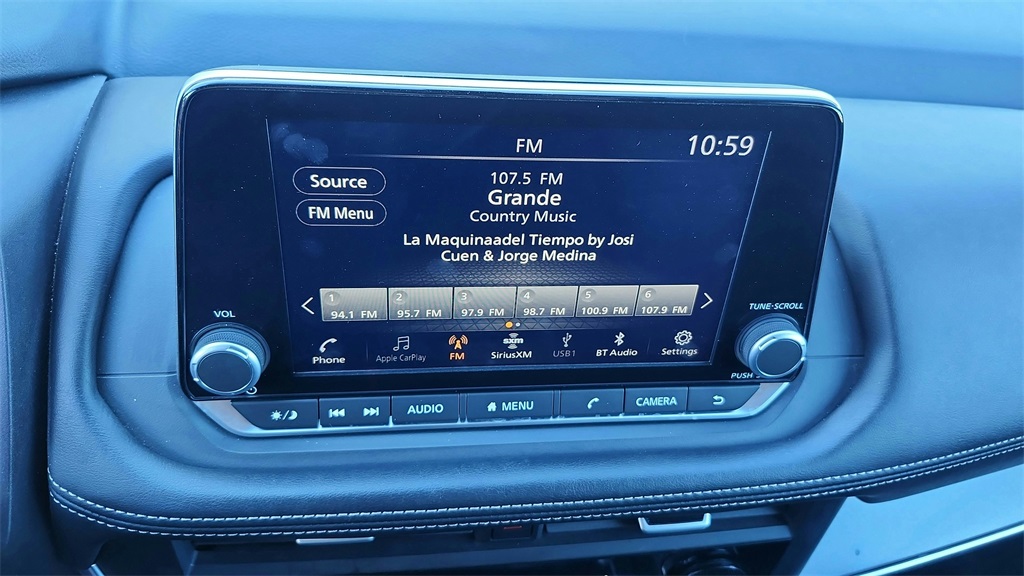 FM
10:59
Source
107.5 FM
Grande
FM Menu
Country Music
La Maquinaadel Tiempo by Josi
Cuen & Jorge Medina
1
94.1 FM
2
95.7 FM
3
97.9 FM
4
98.7 FM
5
100.9 FM
6
107.9 FM
VOL
TUNE·SCROLL
Phone
Apple CarPlay
FM
sxm
SiriusXM
USB1
BT Audio
Settings
PUSH
AUDIO
MENU
CAMERA